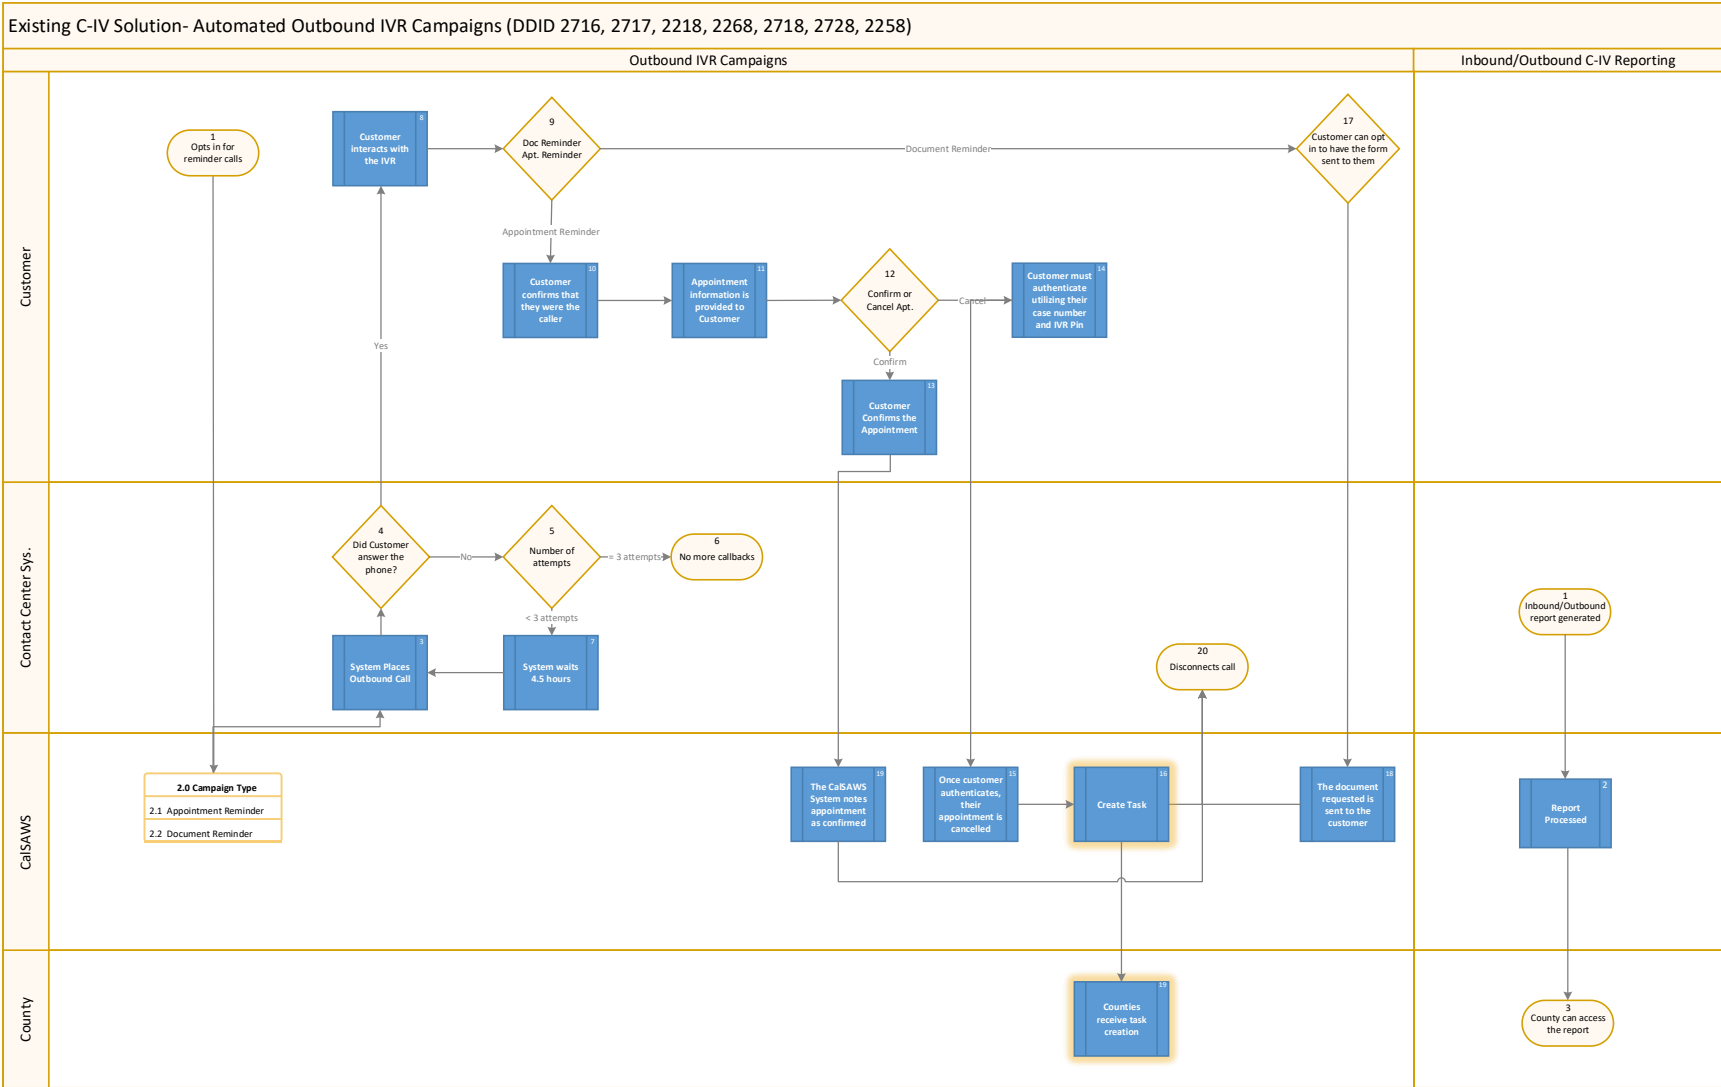 Existing C-IV Solution- Automated Outbound IVR Campaigns (DDID 2716, 2717, 2218, 2268, 2718, 2728, 2258)
Outbound IVR Campaigns
Inbound/Outbound C-IV Reporting
Customer
1
Opts in for
reminder calls
8
Customer
interacts with
the IVR
9
Doc Reminder
Apt. Reminder
Document Reminder
17
Customer can opt
in to have the form
sent to them
Appointment Reminder
10
Customer
confirms that
they were the
caller
11
Appointment
information is
provided to
Customer
12
Confirm or
Cancel Apt.
Cancel
14
Customer must
authenticate
utilizing their
case number
and IVR Pin
Yes
Confirm
13
Customer
Confirms the
Appointment
Contact Center Sys.
4
Did Customer
answer the
phone?
No
5
Number of
attempts
= 3 attempts
6
No more callbacks
< 3 attempts
3
System Places
Outbound Call
7
System waits
4.5 hours
20
Disconnects call
1
Inbound/Outbound
report generated
CalSAWS
2.0 Campaign Type
2.1 Appointment Reminder
2.2 Document Reminder
19
The CalSAWS
System notes
appointment
as confirmed
15
Once customer
authenticates,
their
appointment is
cancelled
16
Create Task
18
The document
requested is
sent to the
customer
2
Report
Processed
County
19
Counties
receive task
creation
3
County can access
the report